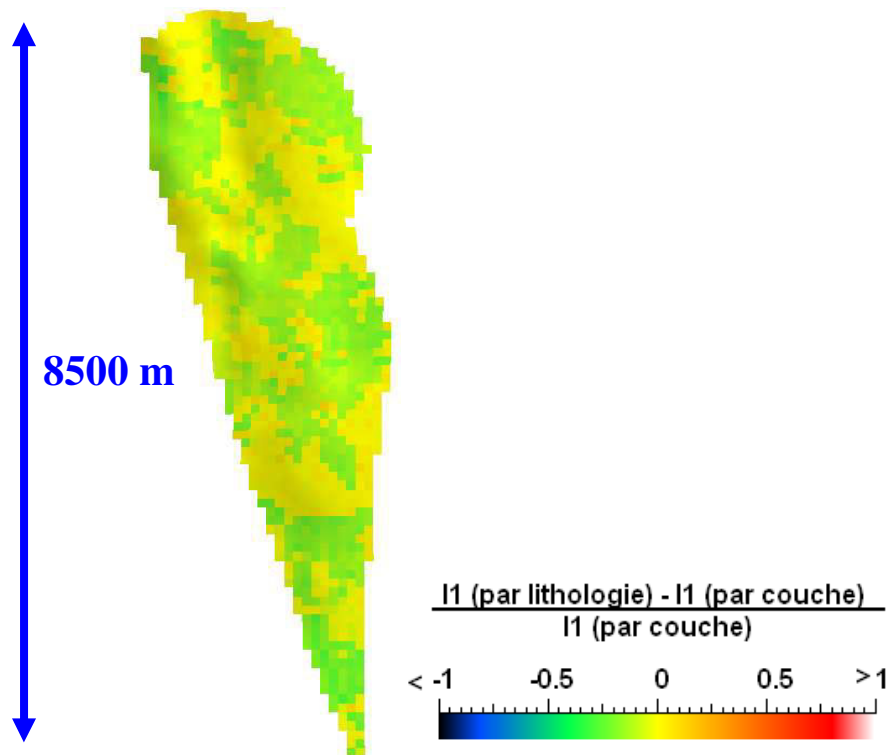 8500 m
I1 (par lithologie) - I1 (par couche)
I1 (par couche)
< -1 -0.5 0 0.5 >1